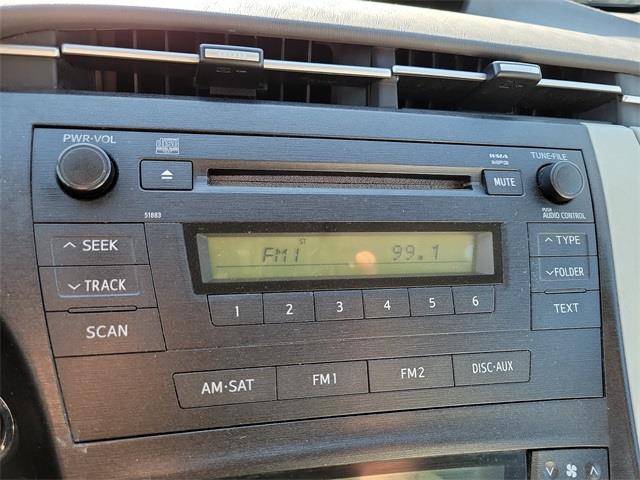 PWR·VOL
WMA
MP3
TUNE·FILE
MUTE
51883
PUSH
AUDIO CONTROL
ST
FM1 99.1
^ SEEK
∨ TRACK
SCAN
1 2 3 4 5 6
^ TYPE
∨ FOLDER
TEXT
AM·SAT FM1 FM2 DISC·AUX